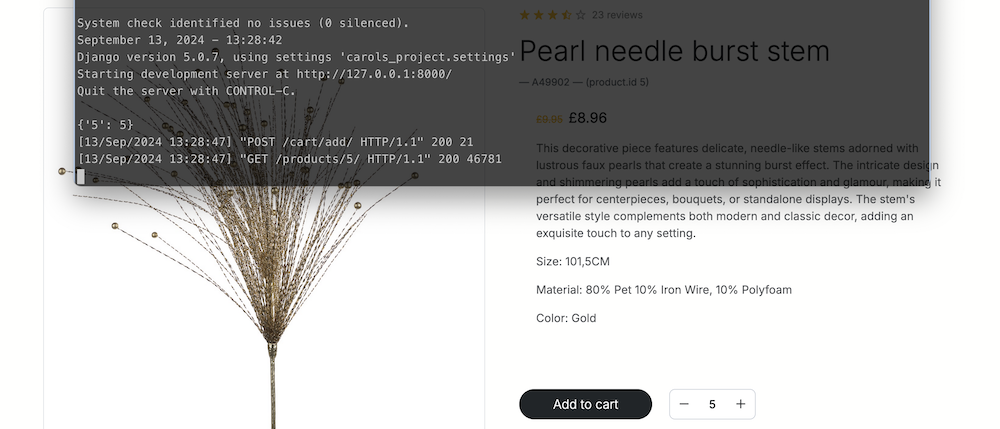 System check identified no issues (0 silenced).
September 13, 2024 - 13:28:42
Django version 5.0.7, using settings 'carols_project.settings'
Starting development server at http://127.0.0.1:8000/
Quit the server with CONTROL-C.
{'5': 5}
[13/Sep/2024 13:28:47] "POST /cart/add/ HTTP/1.1" 200 21
[13/Sep/2024 13:28:47] "GET /products/5/ HTTP/1.1" 200 46781
23 reviews
Pearl needle burst stem
— A49902 — (product.id 5)
£9.95 £8.96
This decorative piece features delicate, needle-like stems adorned with
lustrous faux pearls that create a stunning burst effect. The intricate design
and shimmering pearls add a touch of sophistication and glamour, making it
perfect for centerpieces, bouquets, or standalone displays. The stem's
versatile style complements both modern and classic decor, adding an
exquisite touch to any setting.
Size: 101,5CM
Material: 80% Pet 10% Iron Wire, 10% Polyfoam
Color: Gold
Add to cart − 5 +